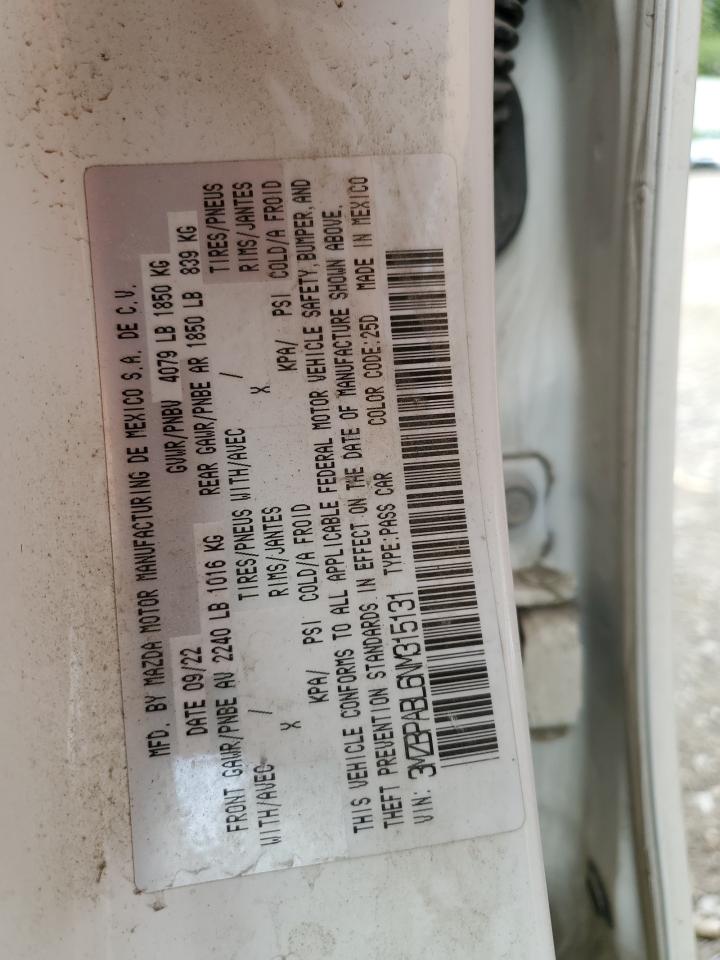 MFD. BY MAZDA MOTOR MANUFACTURING DE MEXICO S.A. DE C.V.
DATE 09/22 GVWR/PNBV 4079 LB 1850 KG
FRONT GAWR/PNBE AV 2240 LB 1016 KG REAR GAWR/PNBE AR 1850 LB 839 KG
WITH/AVEC / TIRES/PNEUS WITH/AVEC / TIRES/PNEUS
X RIMS/JANTES X RIMS/JANTES
KPA/ PSI COLD/A FROID KPA/ PSI COLD/A FROID
THIS VEHICLE CONFORMS TO ALL APPLICABLE FEDERAL MOTOR VEHICLE SAFETY, BUMPER, AND
THEFT PREVENTION STANDARDS IN EFFECT ON THE DATE OF MANUFACTURE SHOWN ABOVE.
VIN: 3MZBPABL6NM315131 TYPE:PASS CAR COLOR CODE:25D MADE IN MEXICO